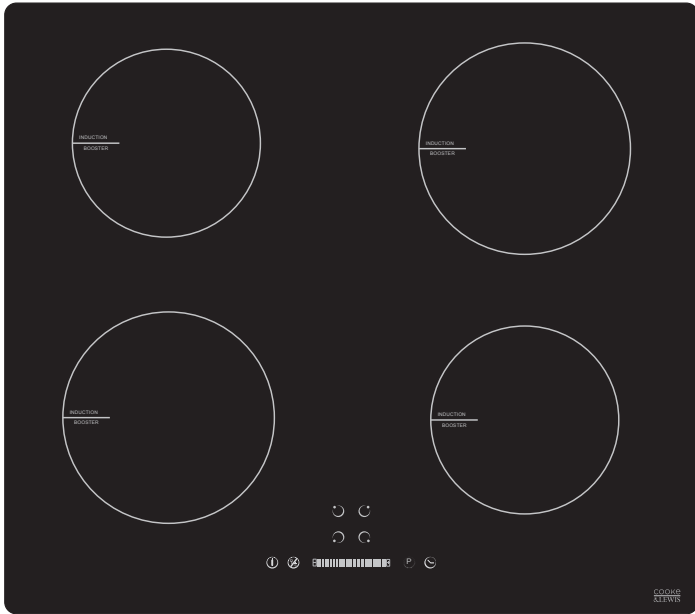 INDUCTION
BOOSTER
INDUCTION
BOOSTER
INDUCTION
BOOSTER
INDUCTION
BOOSTER
P
cooke
&LEWIS